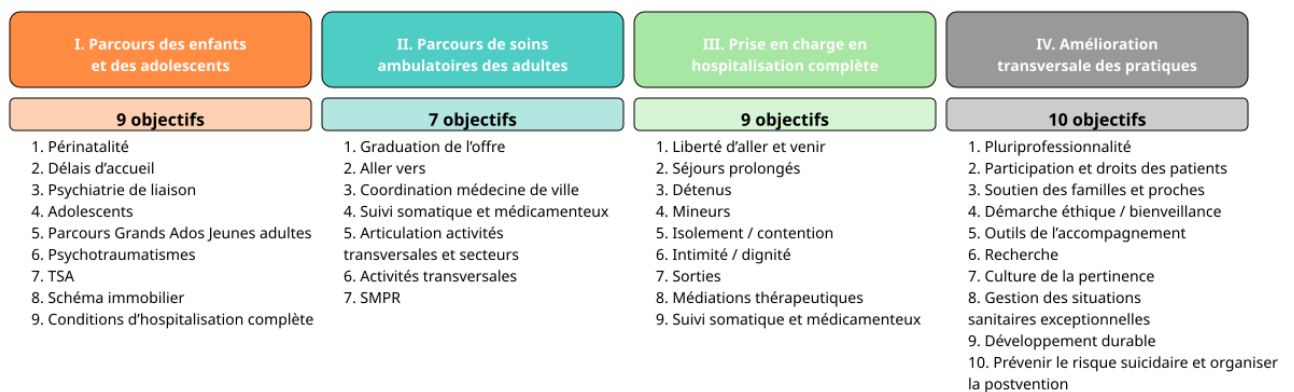 I. Parcours des enfants
et des adolescents
9 objectifs
1. Périnatalité
2. Délais d’accueil
3. Psychiatrie de liaison
4. Adolescents
5. Parcours Grands Ados Jeunes adultes
6. Psychotraumatismes
7. TSA
8. Schéma immobilier
9. Conditions d’hospitalisation complète
II. Parcours de soins
ambulatoires des adultes
7 objectifs
1. Graduation de l’offre
2. Aller vers
3. Coordination médecine de ville
4. Suivi somatique et médicamenteux
5. Articulation activités
transversales et secteurs
6. Activités transversales
7. SMPR
III. Prise en charge en
hospitalisation complète
9 objectifs
1. Liberté d’aller et venir
2. Séjours prolongés
3. Détenus
4. Mineurs
5. Isolement / contention
6. Intimité / dignité
7. Sorties
8. Médiations thérapeutiques
9. Suivi somatique et médicamenteux
IV. Amélioration
transversale des pratiques
10 objectifs
1. Pluriprofessionnalité
2. Participation et droits des patients
3. Soutien des familles et proches
4. Démarche éthique / bienveillance
5. Outils de l’accompagnement
6. Recherche
7. Culture de la pertinence
8. Gestion des situations
sanitaires exceptionnelles
9. Développement durable
10. Prévenir le risque suicidaire et organiser
la postvention